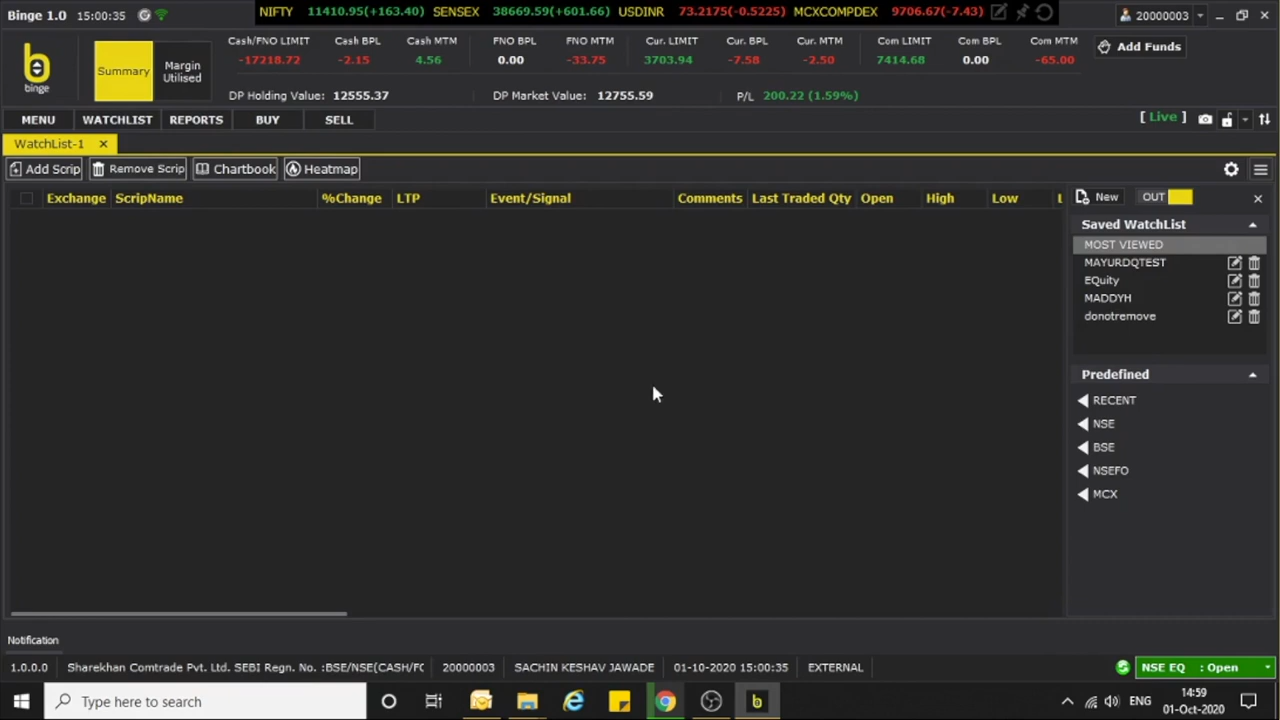 Binge 1.0 15:00:35 NIFTY 11410.95(+163.40) SENSEX 38669.59(+601.66) USDINR 73.2175(-0.5225) MCXCOMPDEX 9706.67(-7.43) 20000003
binge
Summary
Margin Utilised
Cash/FNO LIMIT Cash BPL Cash MTM FNO BPL FNO MTM Cur. LIMIT Cur. BPL Cur. MTM Com LIMIT Com BPL Com MTM Add Funds
-17218.72 -2.15 4.56 0.00 -33.75 3703.94 -7.58 -2.50 7414.68 0.00 -65.00
DP Holding Value: 12555.37 DP Market Value: 12755.59 P/L 200.22 (1.59%)
MENU WATCHLIST REPORTS BUY SELL [ Live ]
WatchList-1
Add Scrip Remove Scrip Chartbook Heatmap
Exchange ScripName %Change LTP Event/Signal Comments Last Traded Qty Open High Low L
New OUT
Saved WatchList
MOST VIEWED
MAYURDQTEST
EQuity
MADDYH
donotremove
Predefined
RECENT
NSE
BSE
NSEFO
MCX
Notification
1.0.0.0 Sharekhan Comtrade Pvt. Ltd. SEBI Regn. No. :BSE/NSE(CASH/FC 20000003 SACHIN KESHAV JAWADE 01-10-2020 15:00:35 EXTERNAL NSE EQ : Open
Type here to search ENG 14:59
01-Oct-2020